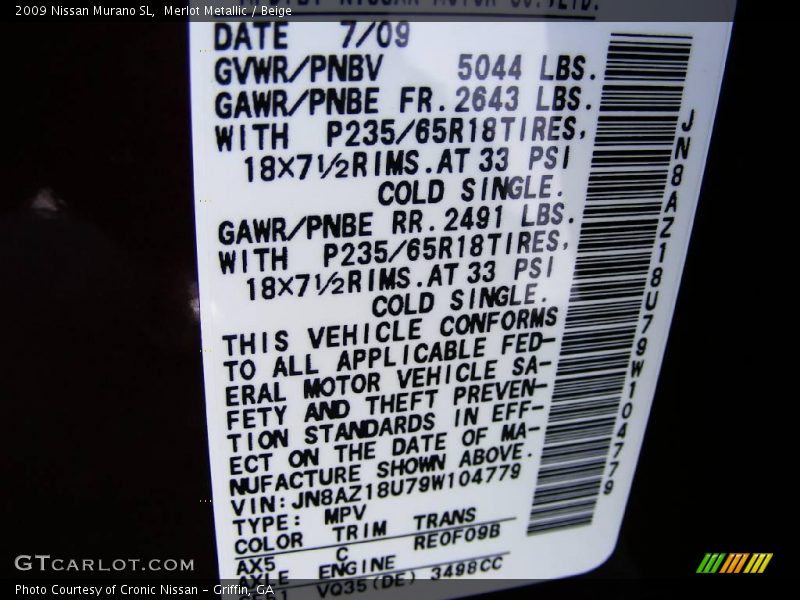 2009 Nissan Murano SL,  Merlot Metallic / Beige
DATE 7/09
GVWR/PNBV 5044 LBS.
GAWR/PNBE FR. 2643 LBS.
WITH P235/65R18TIRES,
18X7½RIMS.AT 33 PSI
COLD SINGLE.
GAWR/PNBE RR. 2491 LBS.
WITH P235/65R18TIRES,
18X7½RIMS.AT 33 PSI
COLD SINGLE.
THIS VEHICLE CONFORMS
TO ALL APPLICABLE FED-
ERAL MOTOR VEHICLE SA-
FETY AND THEFT PREVEN-
TION STANDARDS IN EFF-
ECT ON THE DATE OF MA-
NUFACTURE SHOWN ABOVE.
VIN:JN8AZ18U79W104779
TYPE: MPV
COLOR TRIM TRANS
AX5 C RE0F09B
AXLE ENGINE
VQ35(DE) 3498CC
JN8AZ18U79W104779
GTCARLOT.COM
Photo Courtesy of Cronic Nissan - Griffin, GA